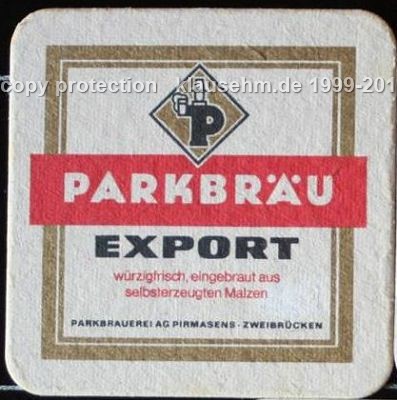 copy protection klausehm.de 1999-201
P
PARKBRÄU
EXPORT
würzigfrisch, eingebraut aus
selbsterzeugten Malzen
PARKBRAUEREI AG PIRMASENS · ZWEIBRÜCKEN